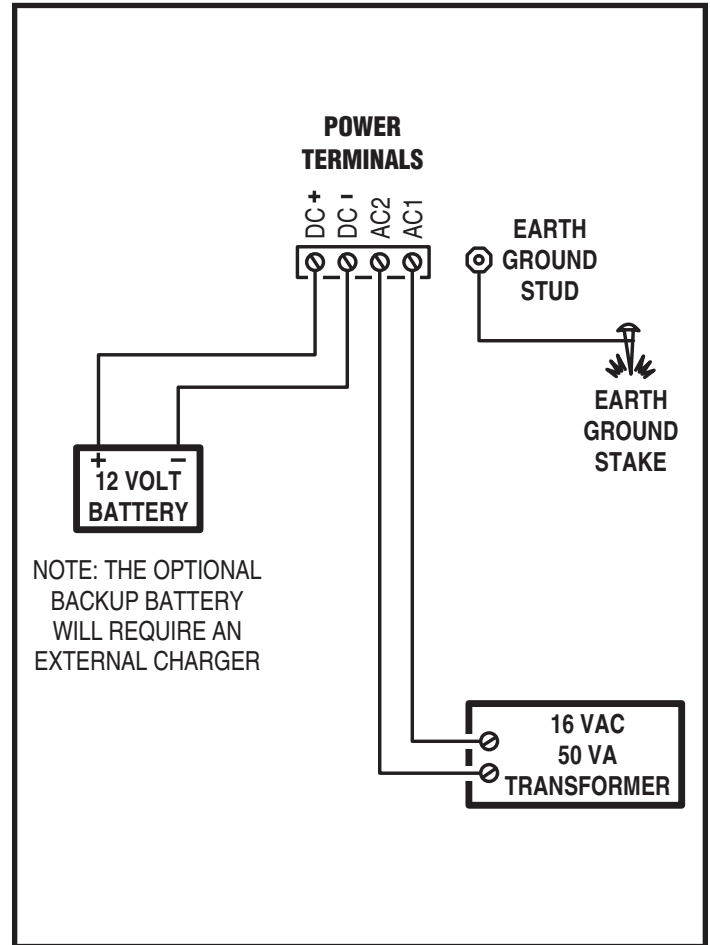 POWER
TERMINALS
DC +
DC -
AC2
AC1
EARTH
GROUND
STUD
EARTH
GROUND
STAKE
+ -
12 VOLT
BATTERY
NOTE: THE OPTIONAL
BACKUP BATTERY
WILL REQUIRE AN
EXTERNAL CHARGER
16 VAC
50 VA
TRANSFORMER